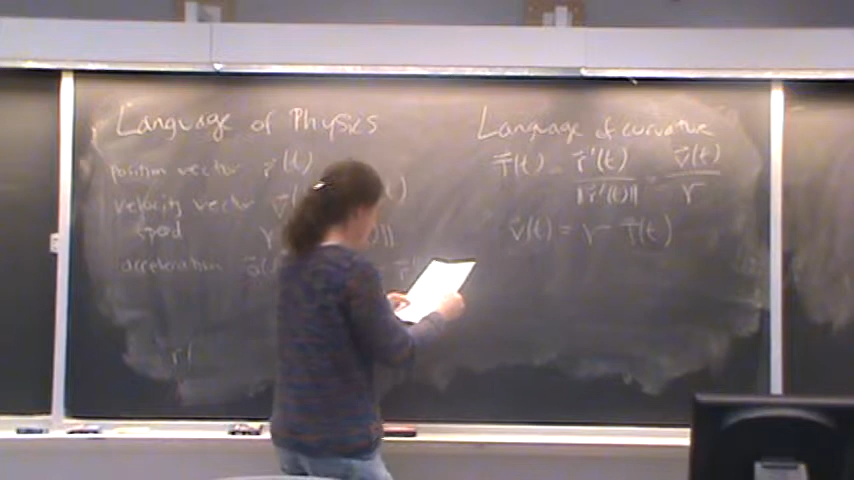 Language of Physics
position vector r⃗(t)
velocity vector v⃗(
speed
acceleration a⃗(
r⃗
Language of curvature
T⃗(t) = r⃗'(t) / ||r⃗'(t)|| = v⃗(t) / v
v⃗(t) = v T⃗(t)